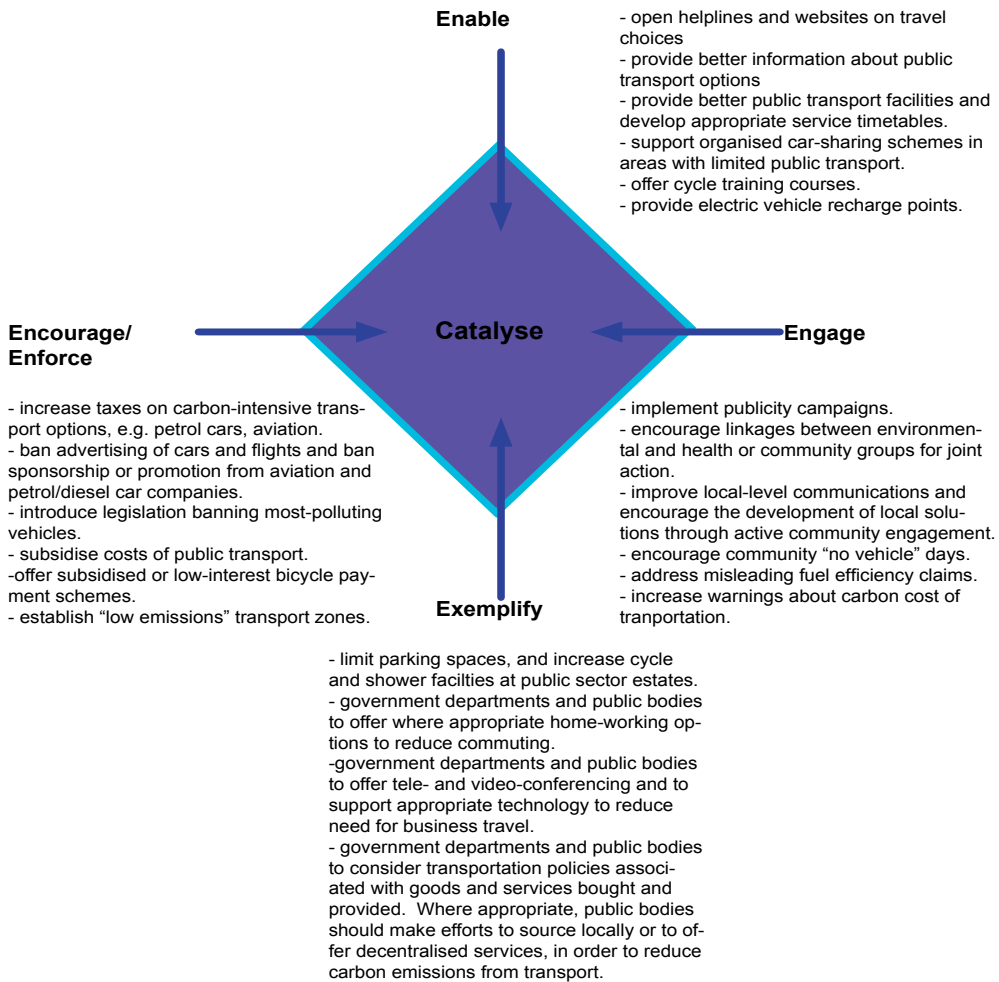 Enable
- open helplines and websites on travel
choices
- provide better information about public
transport options
- provide better public transport facilities and
develop appropriate service timetables.
- support organised car-sharing schemes in
areas with limited public transport.
- offer cycle training courses.
- provide electric vehicle recharge points.
Encourage/
Enforce
Catalyse
Engage
- increase taxes on carbon-intensive trans-
port options, e.g. petrol cars, aviation.
- ban advertising of cars and flights and ban
sponsorship or promotion from aviation and
petrol/diesel car companies.
- introduce legislation banning most-polluting
vehicles.
- subsidise costs of public transport.
-offer subsidised or low-interest bicycle pay-
ment schemes.
- establish “low emissions” transport zones.
- implement publicity campaigns.
- encourage linkages between environmen-
tal and health or community groups for joint
action.
- improve local-level communications and
encourage the development of local solu-
tions through active community engagement.
- encourage community “no vehicle” days.
- address misleading fuel efficiency claims.
- increase warnings about carbon cost of
tranportation.
Exemplify
- limit parking spaces, and increase cycle
and shower facilties at public sector estates.
- government departments and public bodies
to offer where appropriate home-working op-
tions to reduce commuting.
-government departments and public bodies
to offer tele- and video-conferencing and to
support appropriate technology to reduce
need for business travel.
- government departments and public bodies
to consider transportation policies associ-
ated with goods and services bought and
provided.  Where appropriate, public bodies
should make efforts to source locally or to of-
fer decentralised services, in order to reduce
carbon emissions from transport.